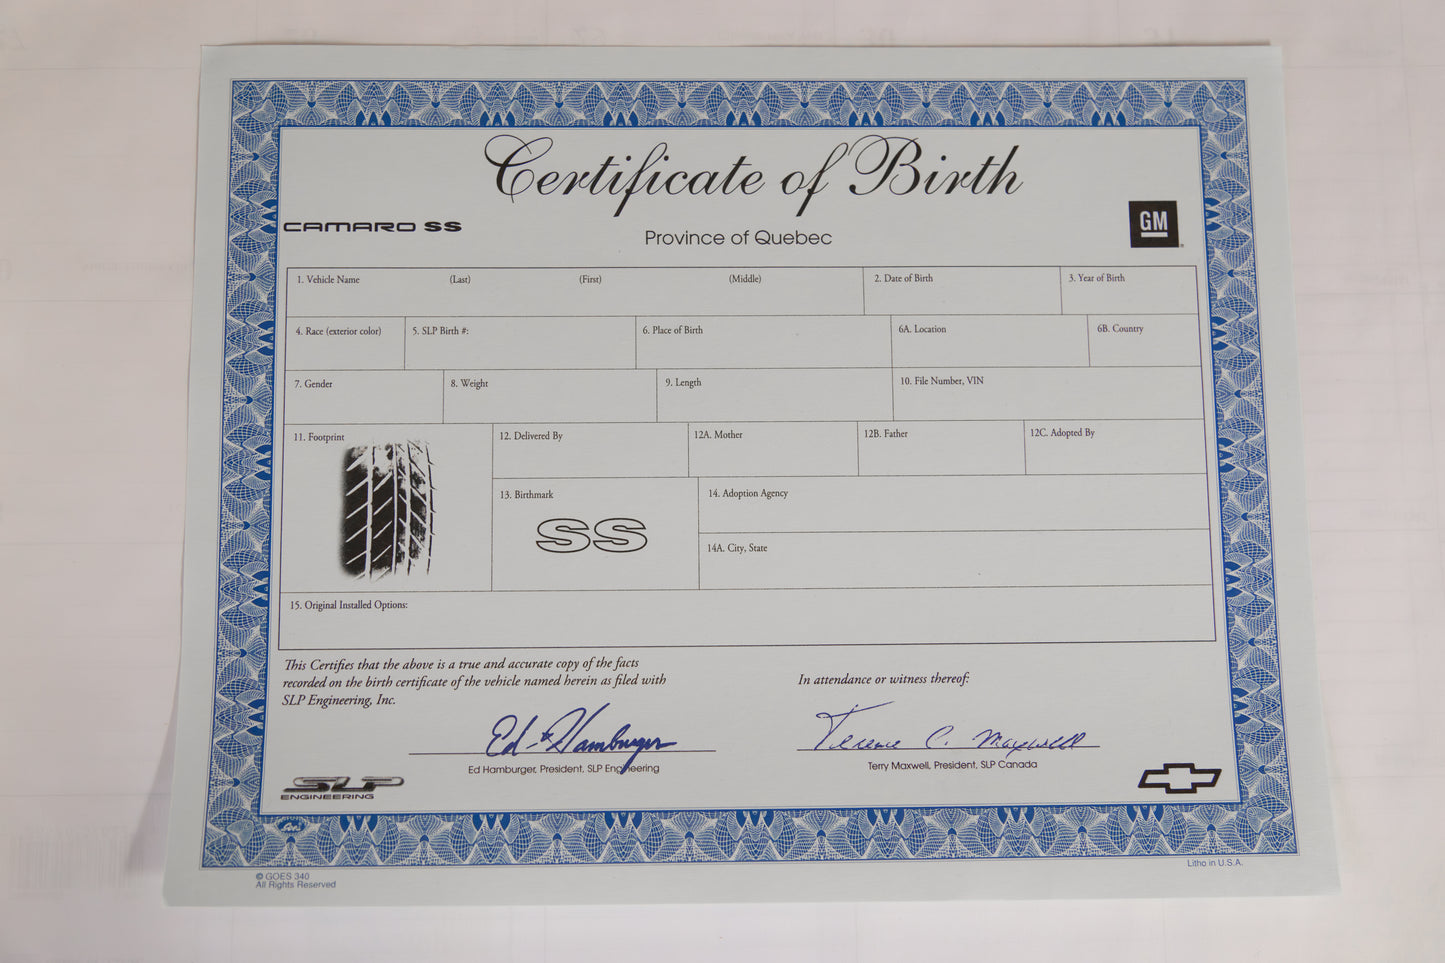 Certificate of Birth
CAMARO SS
GM
Province of Quebec
1. Vehicle Name (Last) (First) (Middle) 2. Date of Birth 3. Year of Birth
4. Race (exterior color) 5. SLP Birth #: 6. Place of Birth 6A. Location 6B. Country
7. Gender 8. Weight 9. Length 10. File Number, VIN
11. Footprint 12. Delivered By 12A. Mother 12B. Father 12C. Adopted By
13. Birthmark 14. Adoption Agency
SS
14A. City, State
15. Original Installed Options:
This Certifies that the above is a true and accurate copy of the facts
recorded on the birth certificate of the vehicle named herein as filed with
SLP Engineering, Inc.
In attendance or witness thereof:
Ed Hamburger
Terence C. Maxwell
Ed Hamburger, President, SLP Engineering
Terry Maxwell, President, SLP Canada
SLP
ENGINEERING
Goes
© GOES 340
All Rights Reserved
Litho in U.S.A.